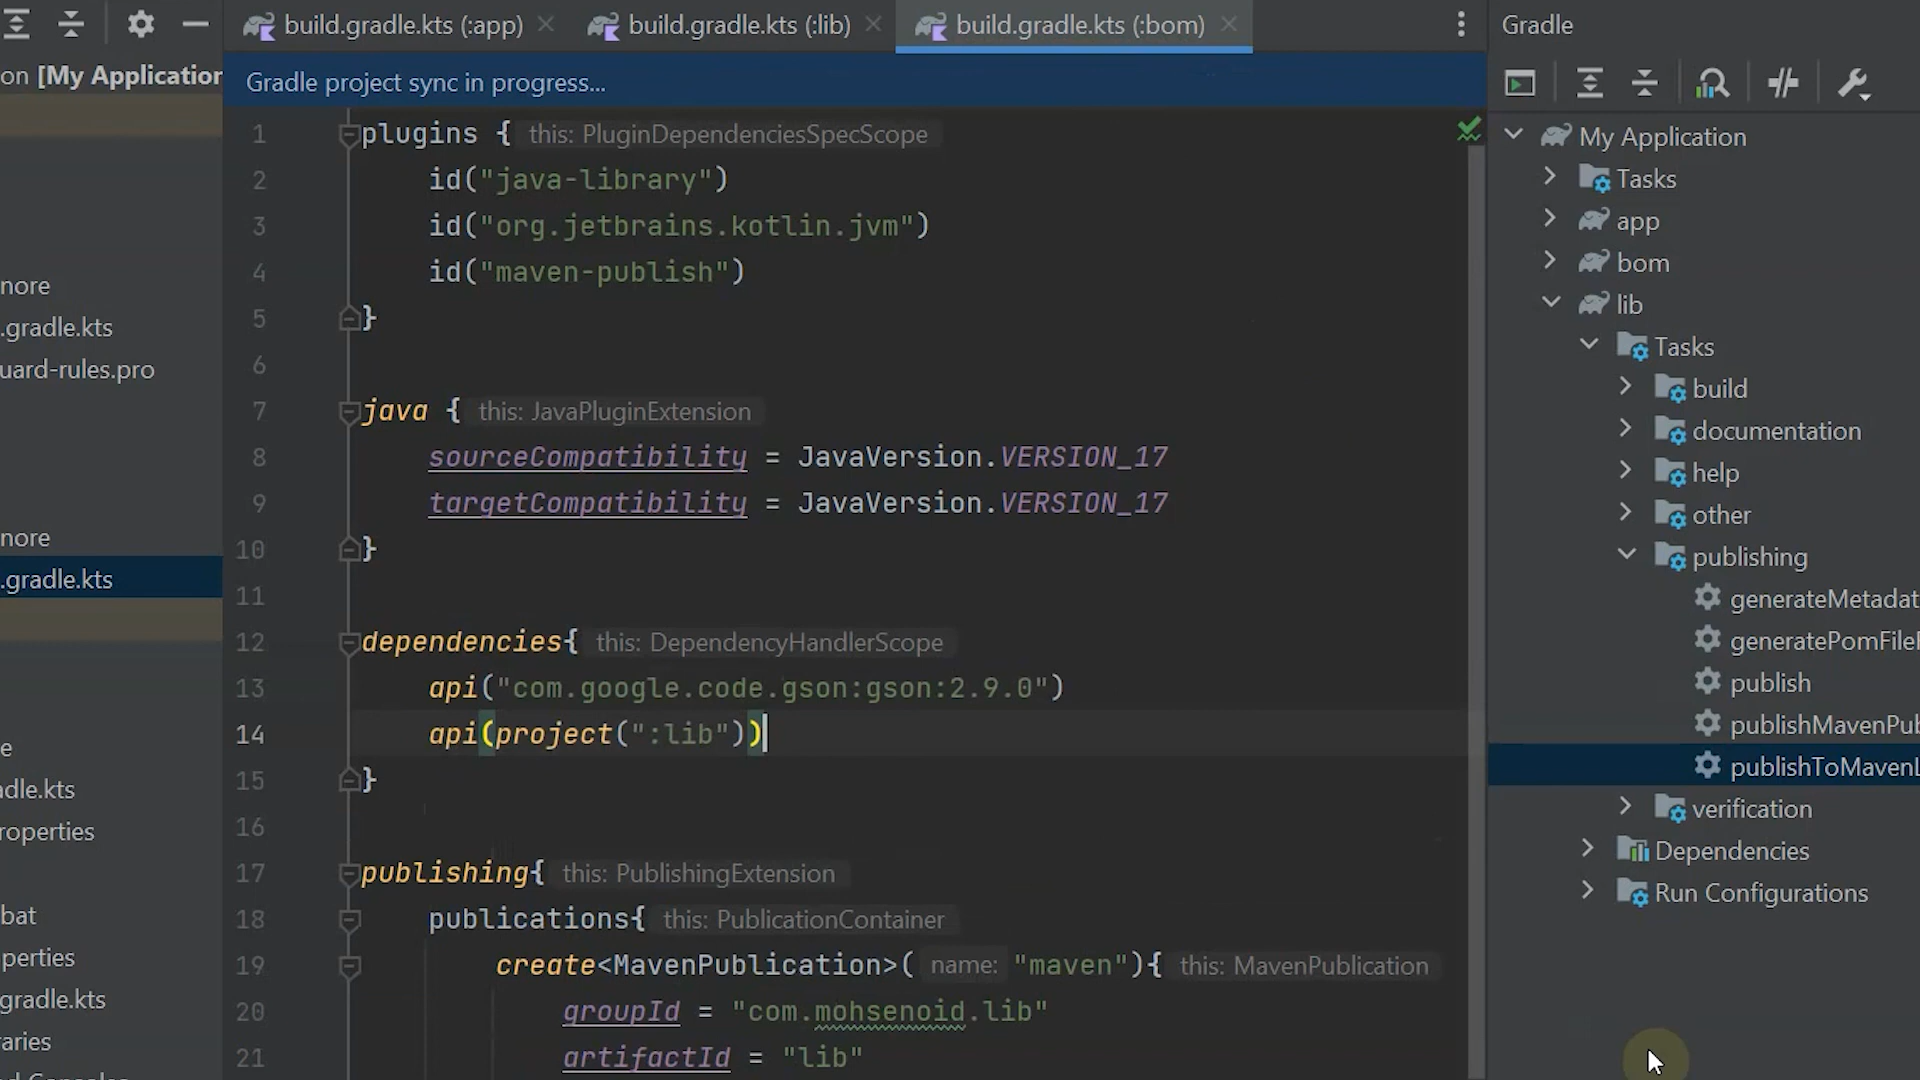 build.gradle.kts (:app)
build.gradle.kts (:lib)
build.gradle.kts (:bom)
Gradle
on [My Application
Gradle project sync in progress...
1 plugins { this: PluginDependenciesSpecScope
2 id("java-library")
3 id("org.jetbrains.kotlin.jvm")
4 id("maven-publish")
5 }
6
7 java { this: JavaPluginExtension
8 sourceCompatibility = JavaVersion.VERSION_17
9 targetCompatibility = JavaVersion.VERSION_17
10 }
11
12 dependencies{ this: DependencyHandlerScope
13 api("com.google.code.gson:gson:2.9.0")
14 api(project(":lib"))
15 }
16
17 publishing{ this: PublishingExtension
18 publications{ this: PublicationContainer
19 create<MavenPublication>( name: "maven"){ this: MavenPublication
20 groupId = "com.mohsenoid.lib"
21 artifactId = "lib"
nore
.gradle.kts
uard-rules.pro
nore
.gradle.kts
e
dle.kts
roperties
bat
perties
gradle.kts
aries
My Application
Tasks
app
bom
lib
Tasks
build
documentation
help
other
publishing
generateMetadat
generatePomFileF
publish
publishMavenPub
publishToMavenL
verification
Dependencies
Run Configurations